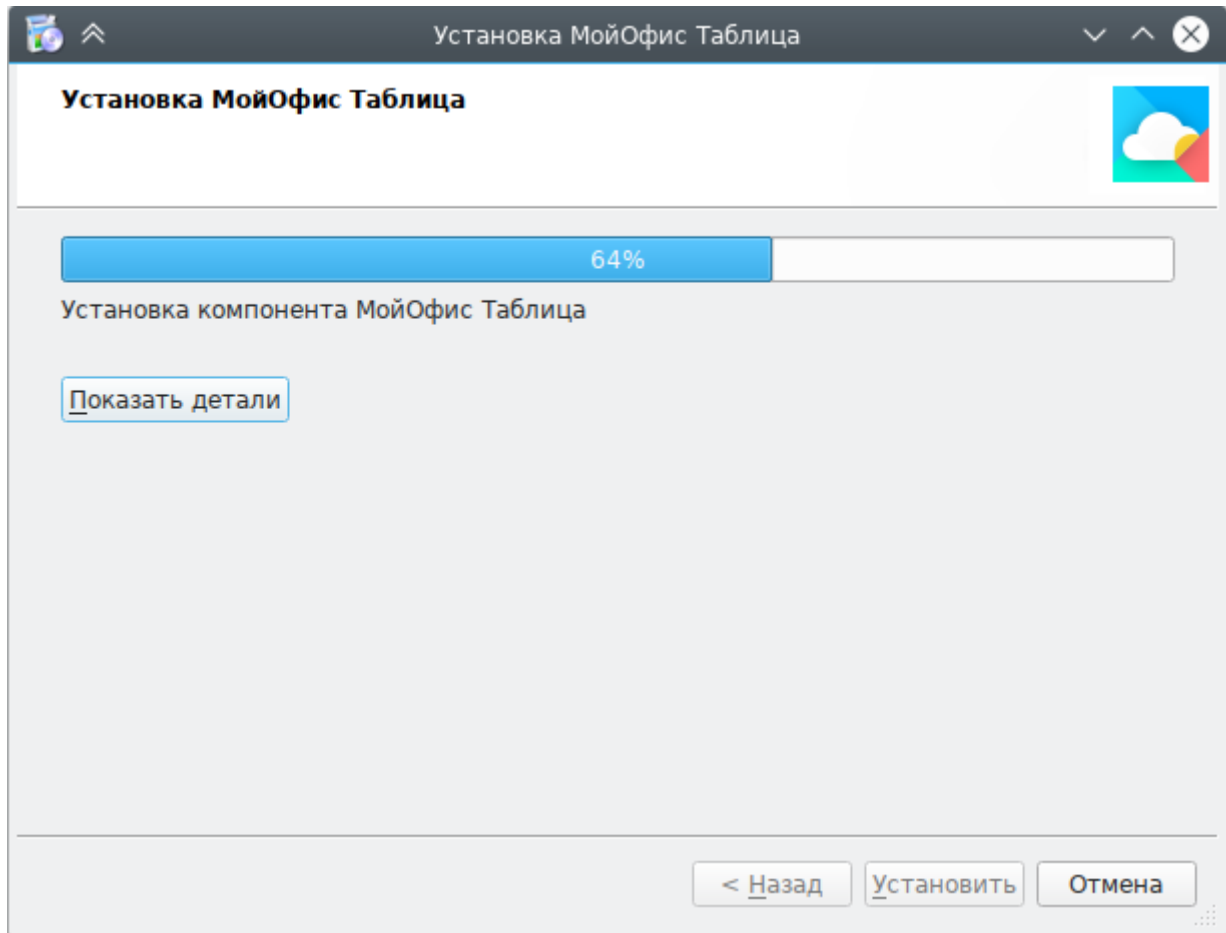 Установка МойОфис Таблица
Установка МойОфис Таблица
64%
Установка компонента МойОфис Таблица
Показать детали
< Назад Установить Отмена